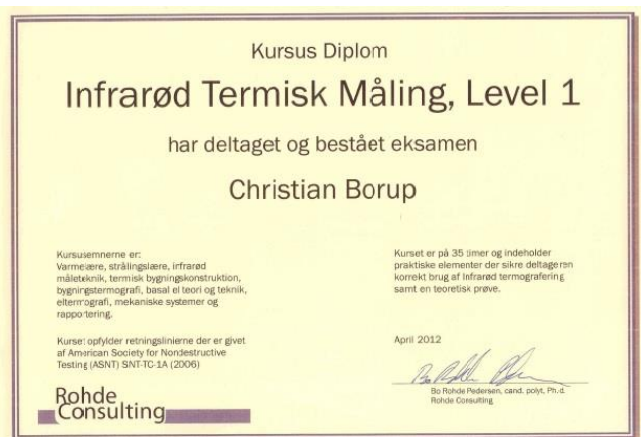 Kursus Diplom
Infrarød Termisk Måling, Level 1
har deltaget og bestået eksamen
Christian Borup
Kursusemnerne er:
Varmelære, strålingslære, infrarød
måleteknik, termisk bygningskonstruktion,
bygningstermografi, basal el teori og teknik,
eltermografi, mekaniske systemer og
rapportering.
Kurset opfylder retningslinierne der er givet
af American Society for Nondestructive
Testing (ASNT) SNT-TC-1A (2006)
Rohde
Consulting
Kurset er på 35 timer og indeholder
praktiske elementer der sikre deltageren
korrekt brug af Infrarød termografering
samt en teoretisk prøve.
April 2012
Bo Rohde Pedersen, cand. polyt, Ph.d.
Rohde Consulting